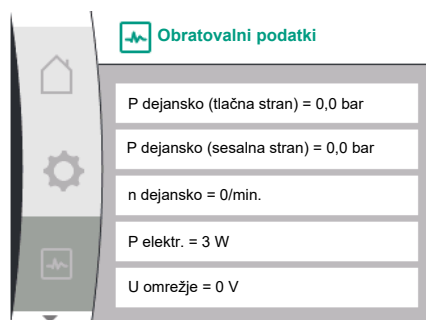 Obratovalni podatki
P dejansko (tlačna stran) = 0,0 bar
P dejansko (sesalna stran) = 0,0 bar
n dejansko = 0/min.
P elektr. = 3 W
U omrežje = 0 V